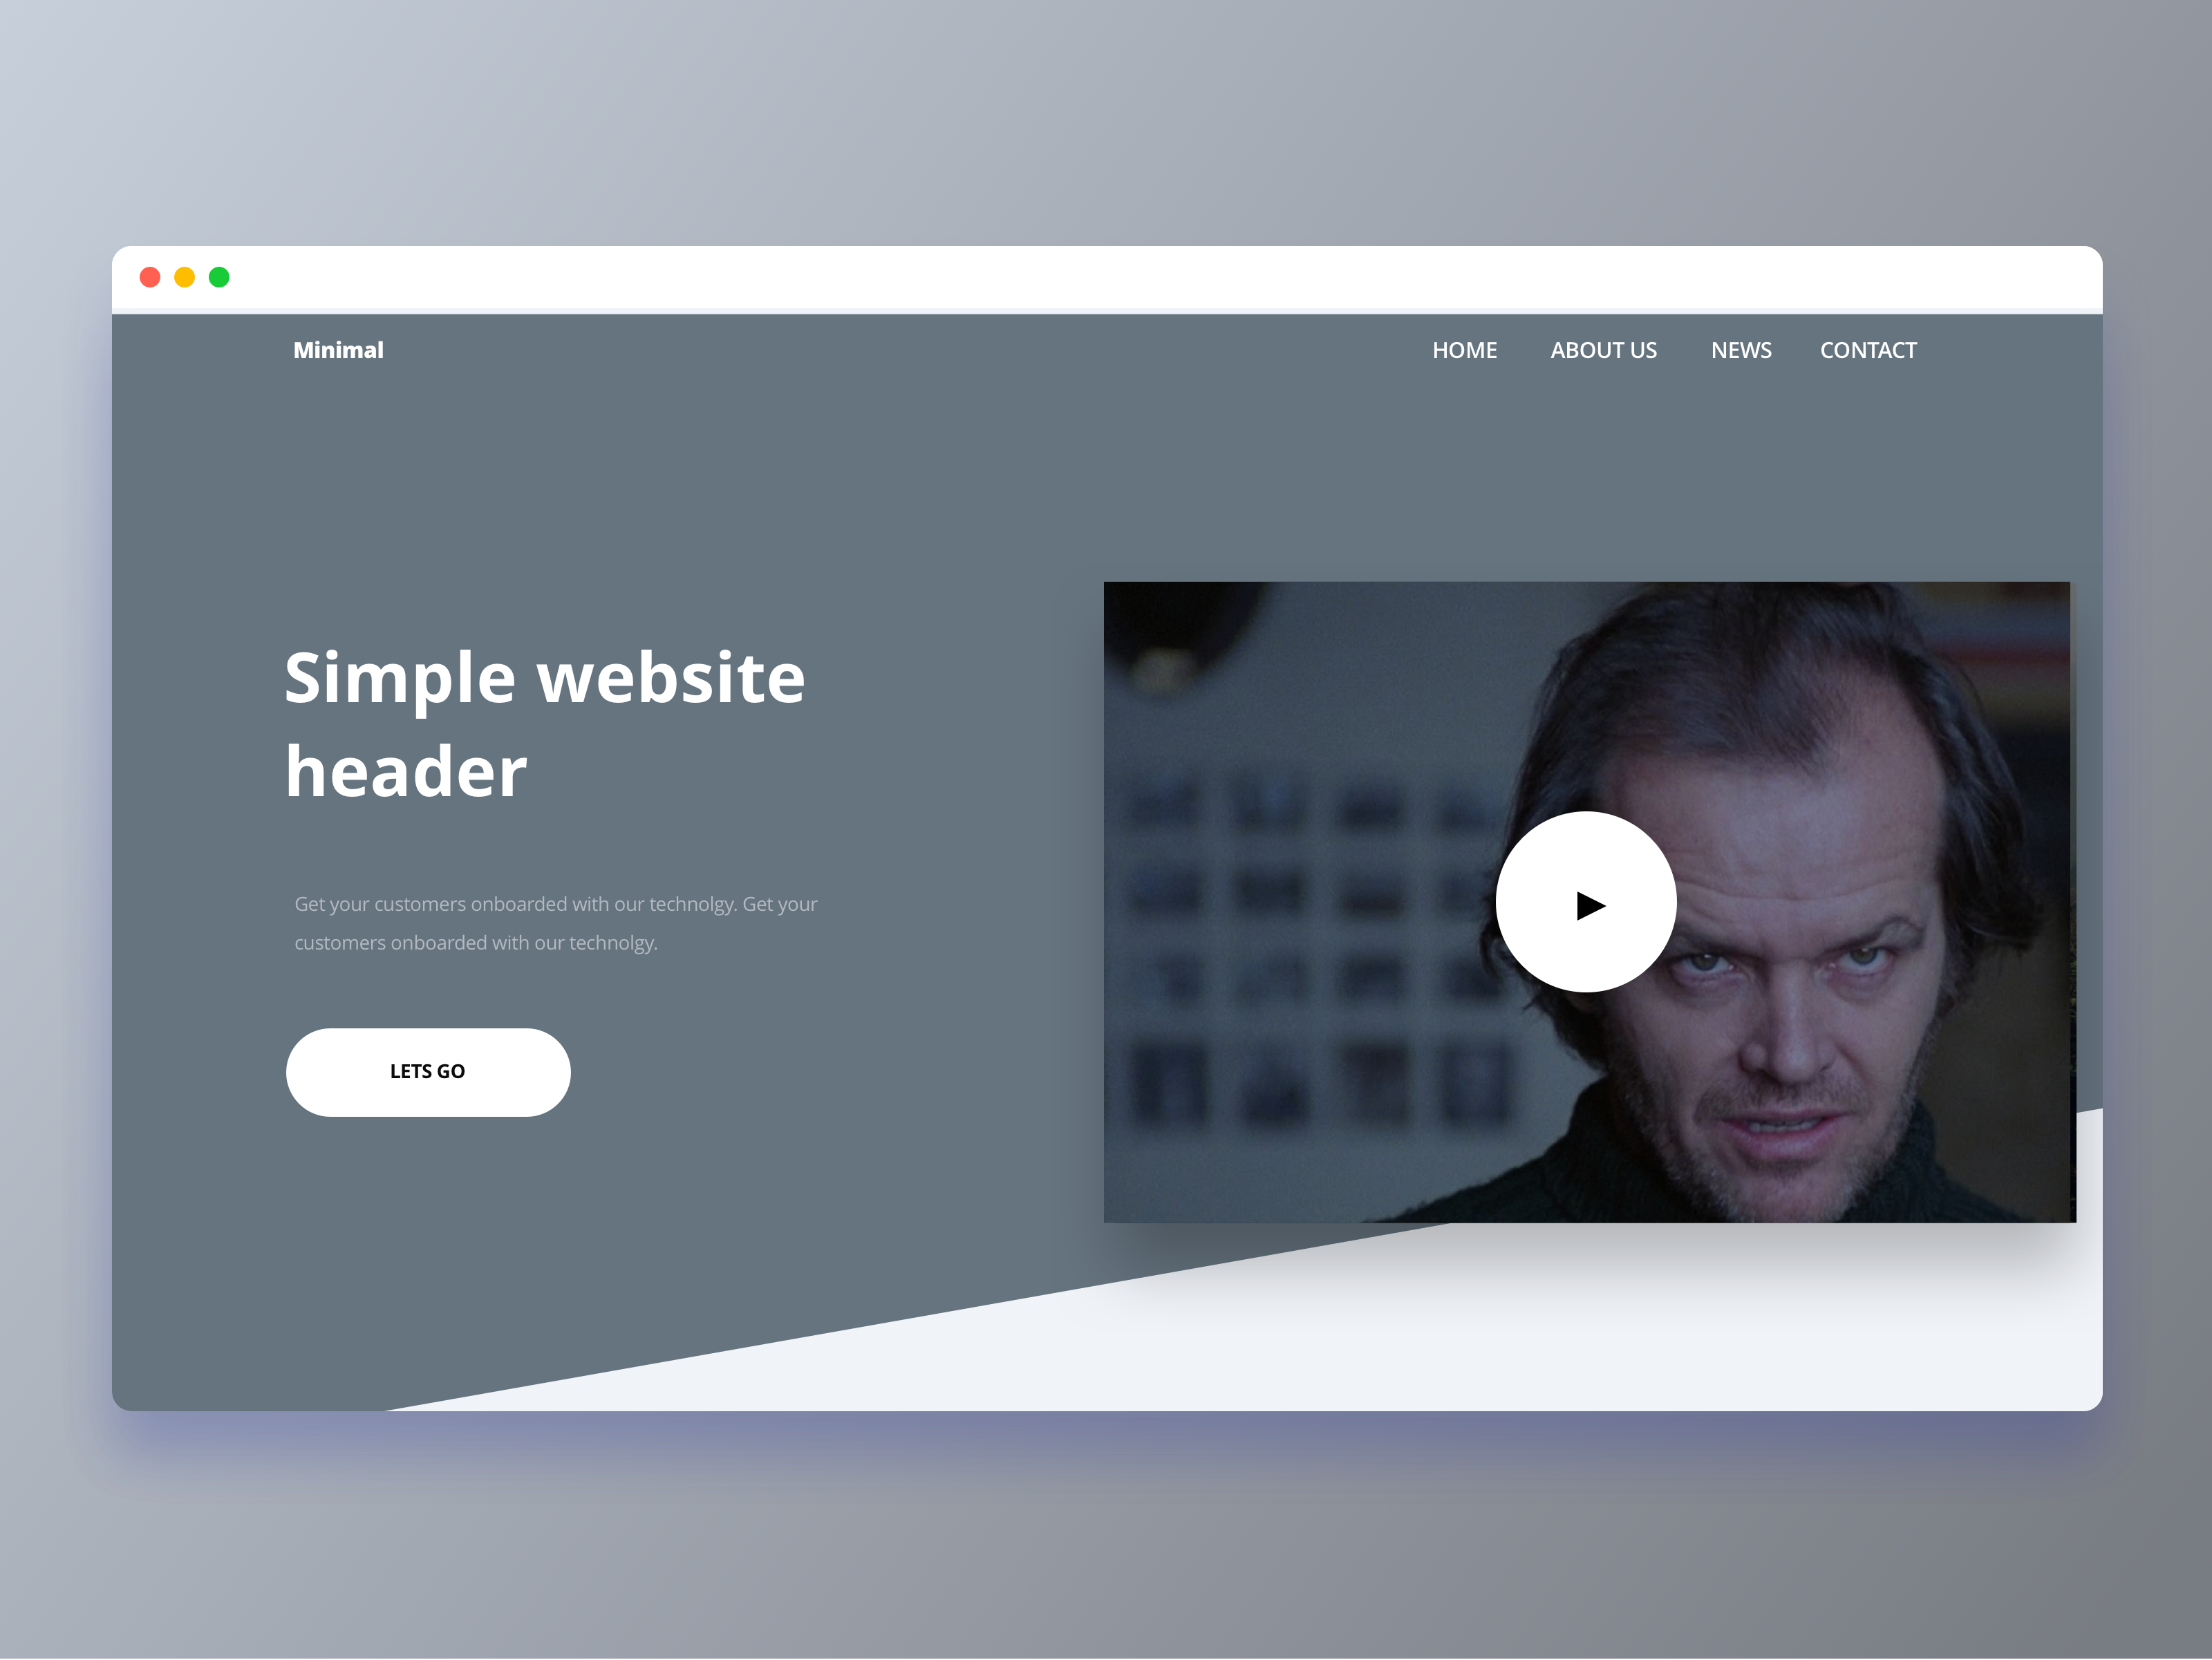 Minimal
HOME ABOUT US NEWS CONTACT
Simple website
header
Get your customers onboarded with our technolgy. Get your
customers onboarded with our technolgy.
LETS GO